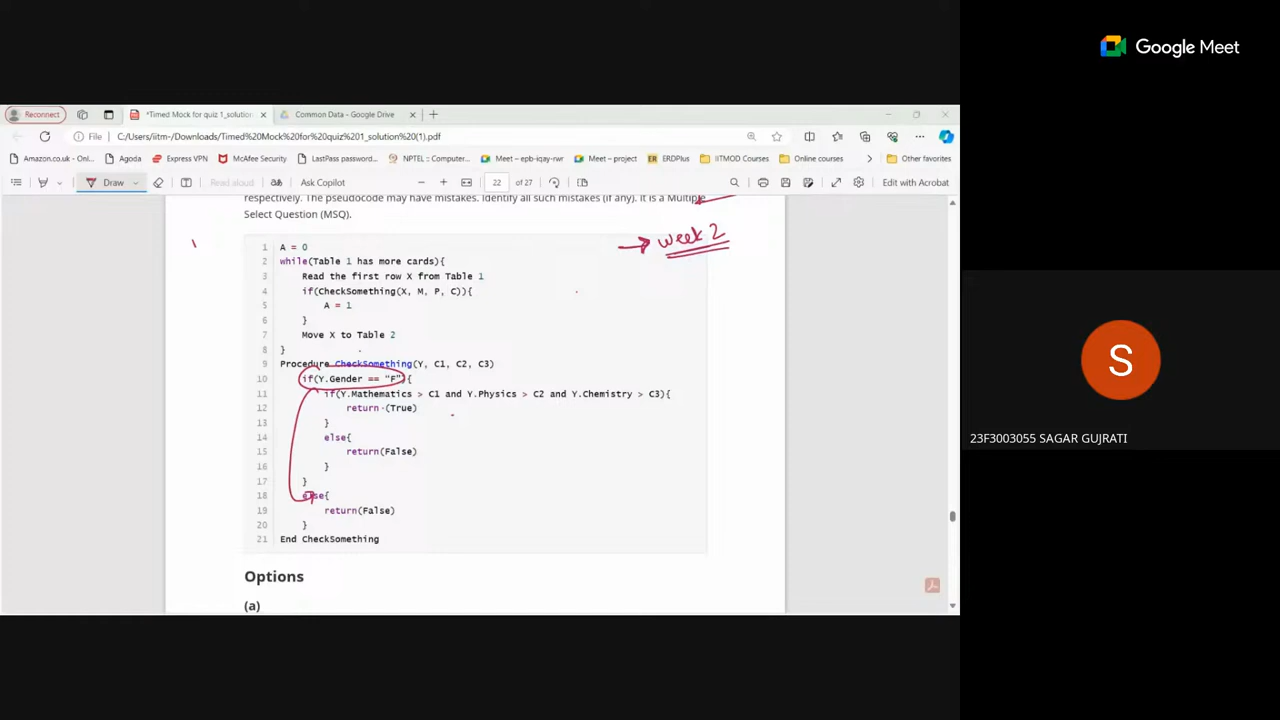 Google Meet
Reconnect
*Timed Mock for quiz 1_solution
Common Data - Google Drive
File
C:/Users/iitm-/Downloads/Timed%20Mock%20for%20quiz%201_solution%20(1).pdf
Amazon.co.uk - Onl...
Agoda
Express VPN
McAfee Security
LastPass password...
NPTEL :: Computer...
Meet – epb-iqay-rwr
Meet – project
ER ERDPlus
IITMOD Courses
Online courses
Other favorites
Draw
Read aloud
Ask Copilot
22 of 27
Edit with Acrobat
respectively. The pseudocode may have mistakes. Identify all such mistakes (if any). It is a Multiple
Select Question (MSQ).
week 2
1 A = 0
2 while(Table 1 has more cards){
3 Read the first row X from Table 1
4 if(CheckSomething(X, M, P, C)){
5 A = 1
6 }
7 Move X to Table 2
8 }
9 Procedure CheckSomething(Y, C1, C2, C3)
10 if(Y.Gender == "F"){
11 if(Y.Mathematics > C1 and Y.Physics > C2 and Y.Chemistry > C3){
12 return (True)
13 }
14 else{
15 return(False)
16 }
17 }
18 else{
19 return(False)
20 }
21 End CheckSomething
Options
(a)
S
23F3003055 SAGAR GUJRATI